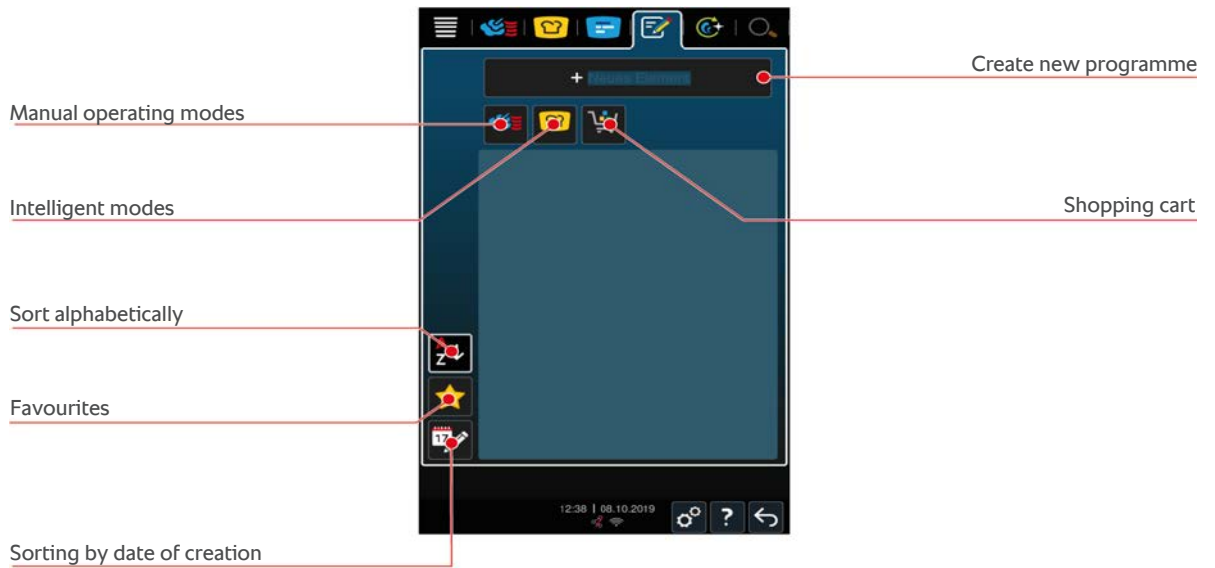 Create new programme
+ Neues Element
Manual operating modes
Intelligent modes
Shopping cart
Sort alphabetically
A
Z
Favourites
17
12:38 | 08.10.2019
?
Sorting by date of creation